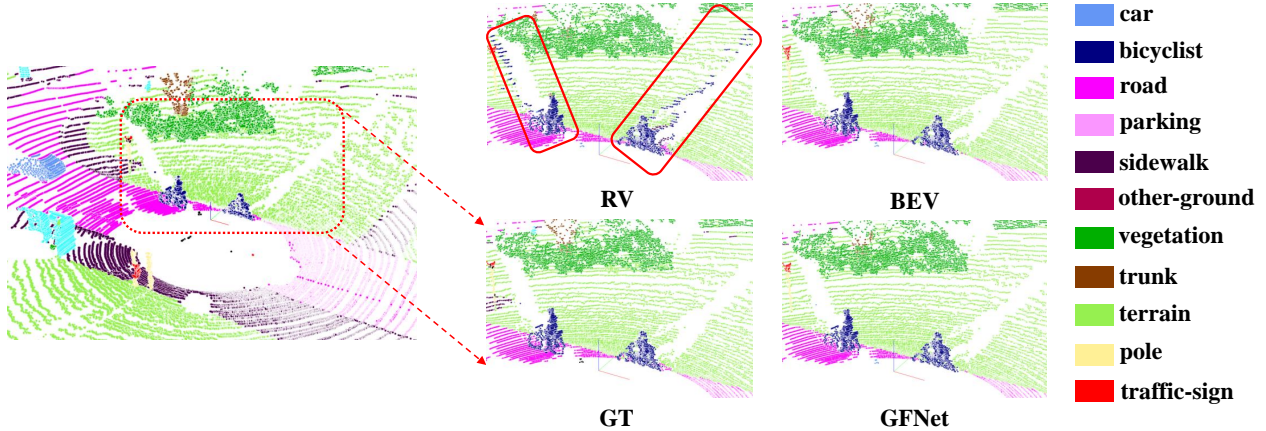 RV
BEV
GT
GFNet
car
bicyclist
road
parking
sidewalk
other-ground
vegetation
trunk
terrain
pole
traffic-sign